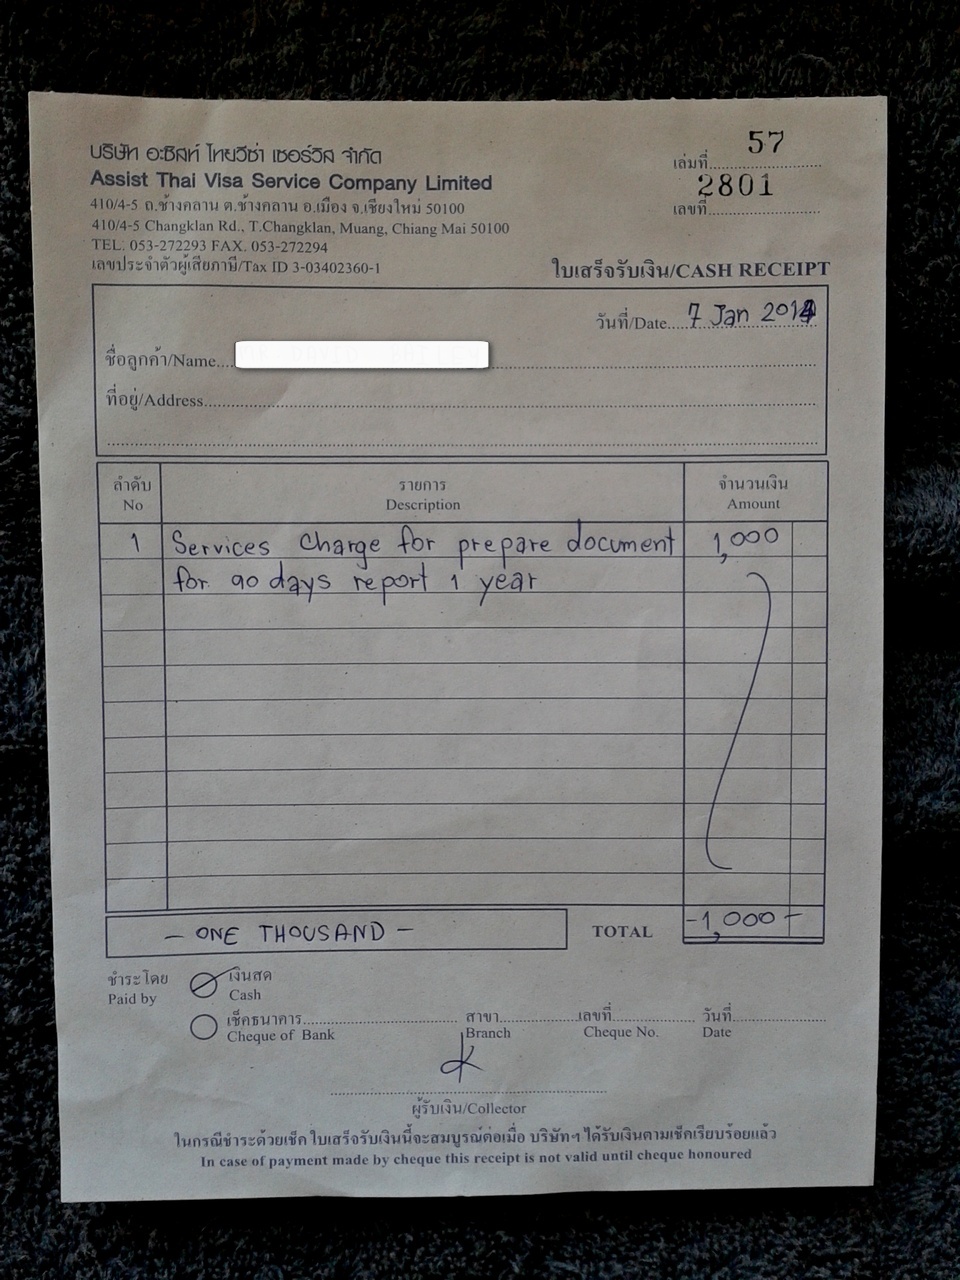 บริษัท อะซิสท์ ไทยวีซ่า เซอร์วิส จำกัด
Assist Thai Visa Service Company Limited
410/4-5 ถ.ช้างคลาน ต.ช้างคลาน อ.เมือง จ.เชียงใหม่ 50100
410/4-5 Changklan Rd., T.Changklan, Muang, Chiang Mai 50100
TEL. 053-272293 FAX. 053-272294
เลขประจำตัวผู้เสียภาษี/Tax ID 3-03402360-1
เล่มที่ 57
เลขที่ 2801
ใบเสร็จรับเงิน/CASH RECEIPT
วันที่/Date 7 Jan
ชื่อลูกค้า/Name
ที่อยู่/Address
ลำดับ รายการ จำนวนเงิน
No Description Amount
1 Services Charge for prepare document 1,000
for 90 days report 1 year
- ONE THOUSAND - TOTAL -1,000-
ชำระโดย เงินสด
Paid by Cash
เช็คธนาคาร สาขา เลขที่ วันที่
Cheque of Bank Branch Cheque No. Date
ผู้รับเงิน/Collector
ในกรณีชำระด้วยเช็ค ใบเสร็จรับเงินนี้จะสมบูรณ์ต่อเมื่อ บริษัทฯ ได้รับเงินตามเช็คเรียบร้อยแล้ว
In case of payment made by cheque this receipt is not valid until cheque honoured